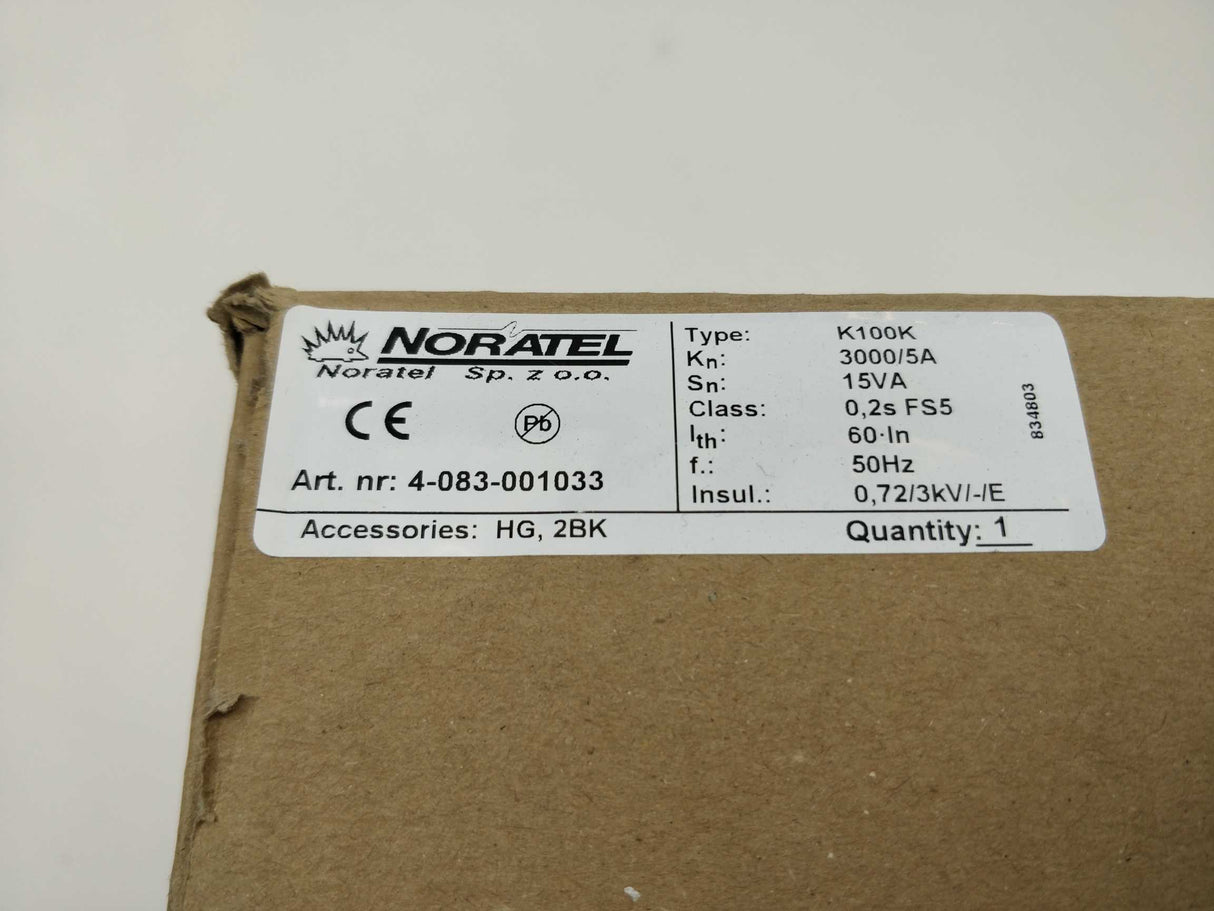 NORATEL
Noratel Sp. z o.o.
CE
Pb
Art. nr: 4-083-001033
Type: K100K
Kn: 3000/5A
Sn: 15VA
Class: 0,2s FS5
Ith: 60·In
f.: 50Hz
Insul.: 0,72/3kV/-/E
834803
Accessories: HG, 2BK
Quantity: 1